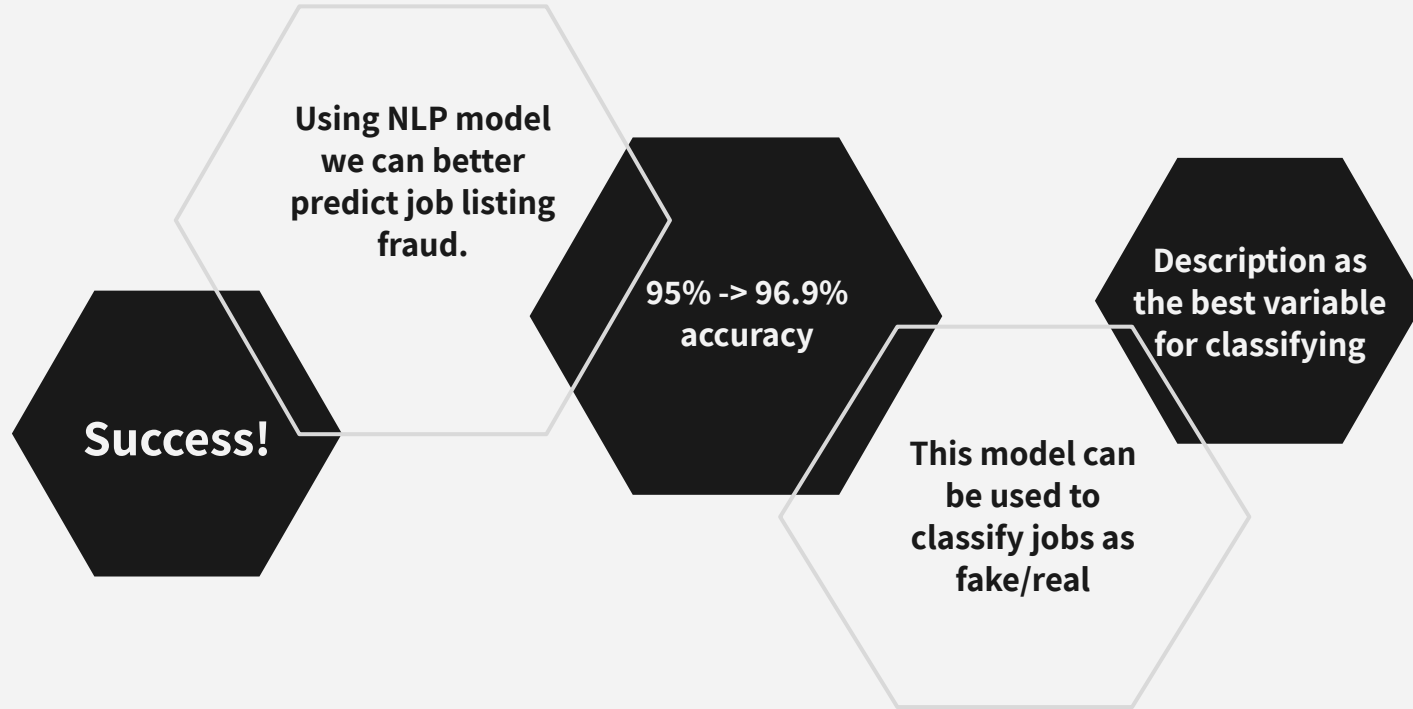 Success!
Using NLP model
we can better
predict job listing
fraud.
95% -> 96.9%
accuracy
This model can
be used to
classify jobs as
fake/real
Description as
the best variable
for classifying